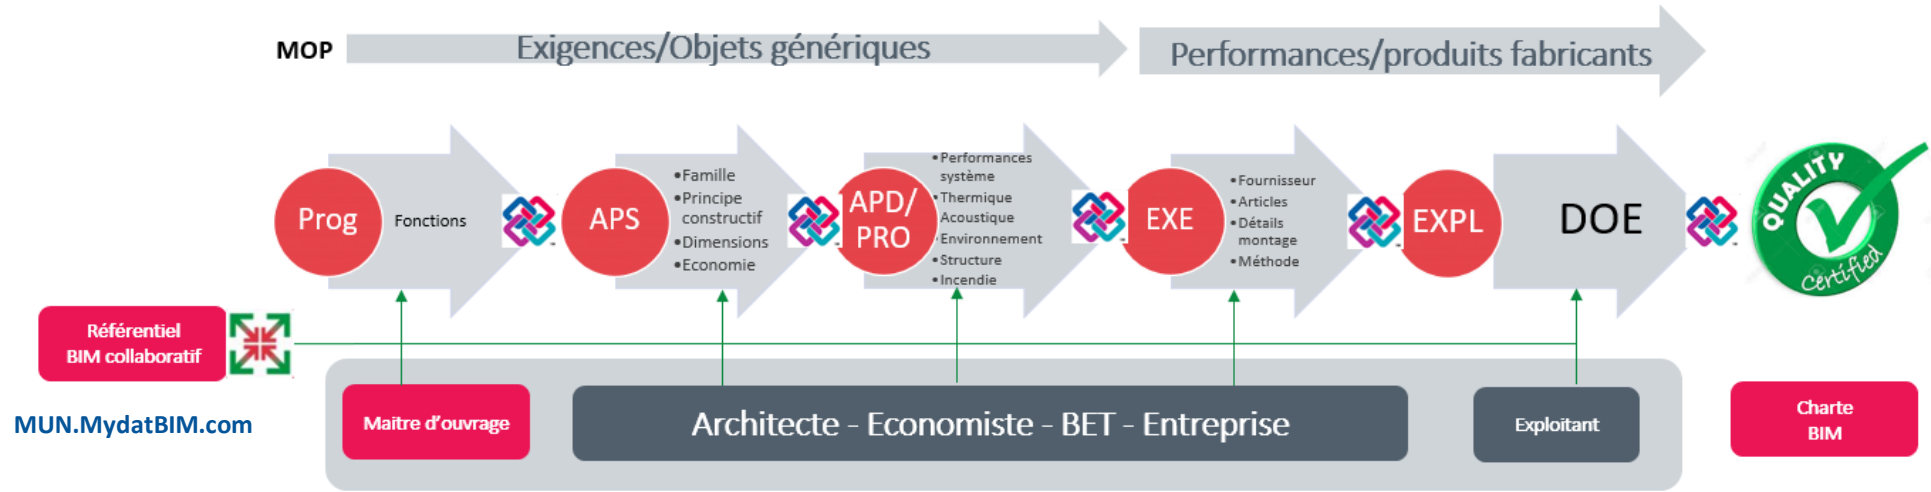 MOP
Exigences/Objets génériques
Performances/produits fabricants
Prog
Fonctions
APS
•Famille
•Principe
constructif
•Dimensions
•Economie
APD/
PRO
•Performances
système
•Thermique
Acoustique
•Environnement
•Structure
•Incendie
EXE
•Fournisseur
•Articles
•Détails
montage
•Méthode
EXPL
DOE
QUALITY
Certified
Référentiel
BIM collaboratif
MUN.MydatBIM.com
Maitre d'ouvrage
Architecte - Economiste - BET - Entreprise
Exploitant
Charte
BIM